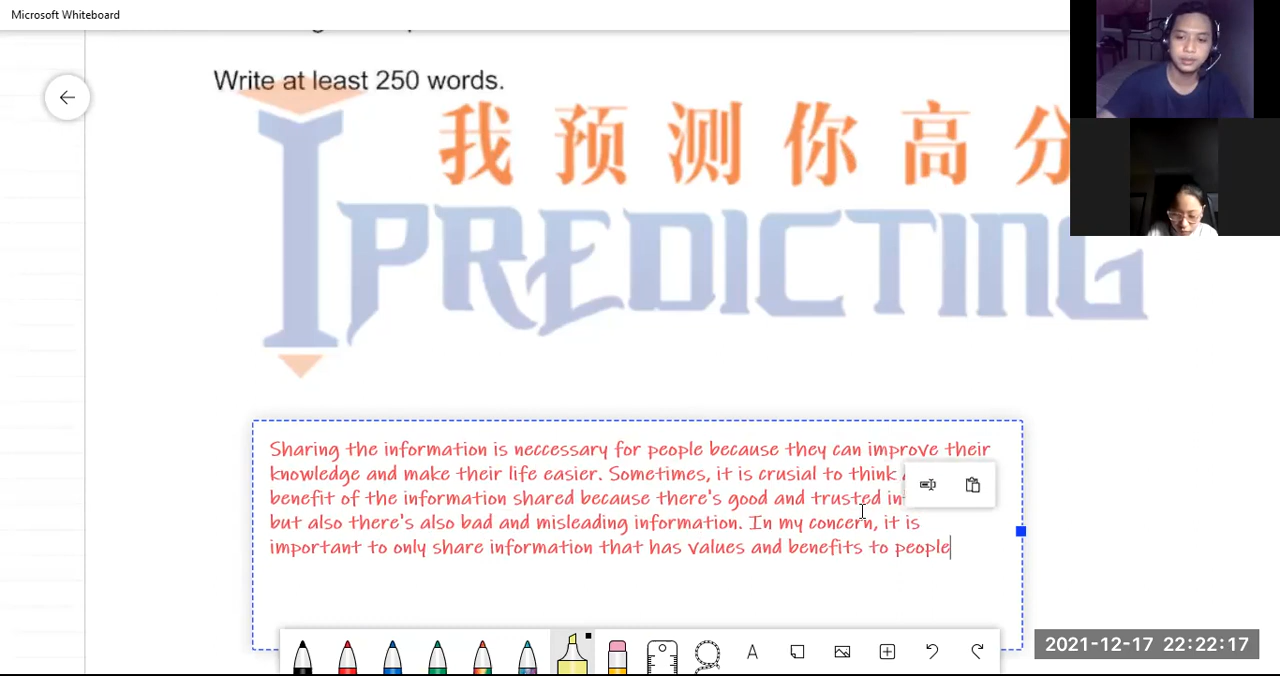 Microsoft Whiteboard
Write at least 250 words.
我预测你高分
IPREDICTING
Sharing the information is neccessary for people because they can improve their
knowledge and make their life easier. Sometimes, it is crucial to think
benefit of the information shared because there's good and trusted
but also there's also bad and misleading information. In my concern, it is
important to only share information that has values and benefits to people
A
2021-12-17 22:22:17